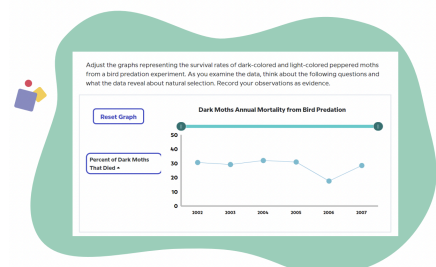 Adjust the graphs representing the survival rates of dark-colored and light-colored peppered moths
from a bird predation experiment. As you examine the data, think about the following questions and
what the data reveal about natural selection. Record your observations as evidence.
Reset Graph
Dark Moths Annual Mortality from Bird Predation
Percent of Dark Moths
That Died
50
40
30
20
10
0
2002 2003 2004 2005 2006 2007